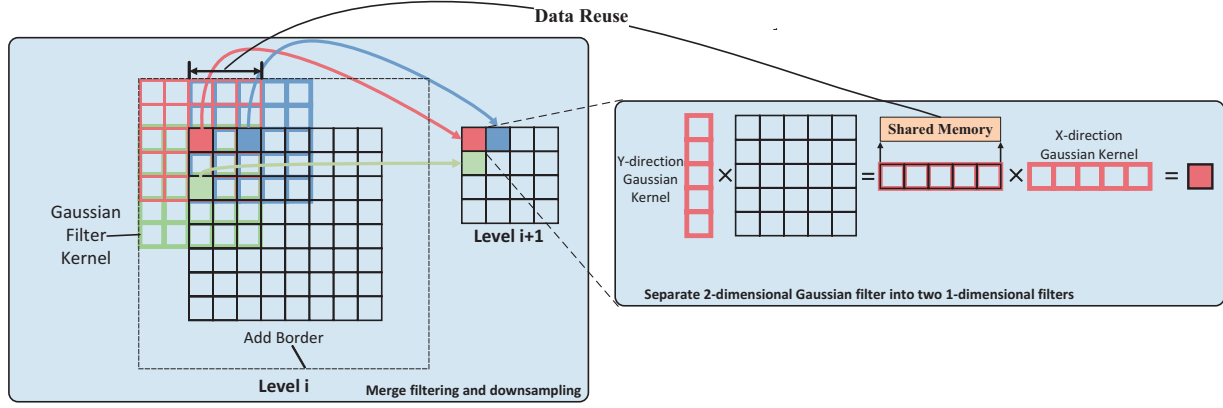 Data Reuse
Gaussian
Filter
Kernel
Level i+1
Add Border
Level i
Merge filtering and downsampling
Y-direction
Gaussian
Kernel
×
=
Shared Memory
×
X-direction
Gaussian Kernel
=
Separate 2-dimensional Gaussian filter into two 1-dimensional filters